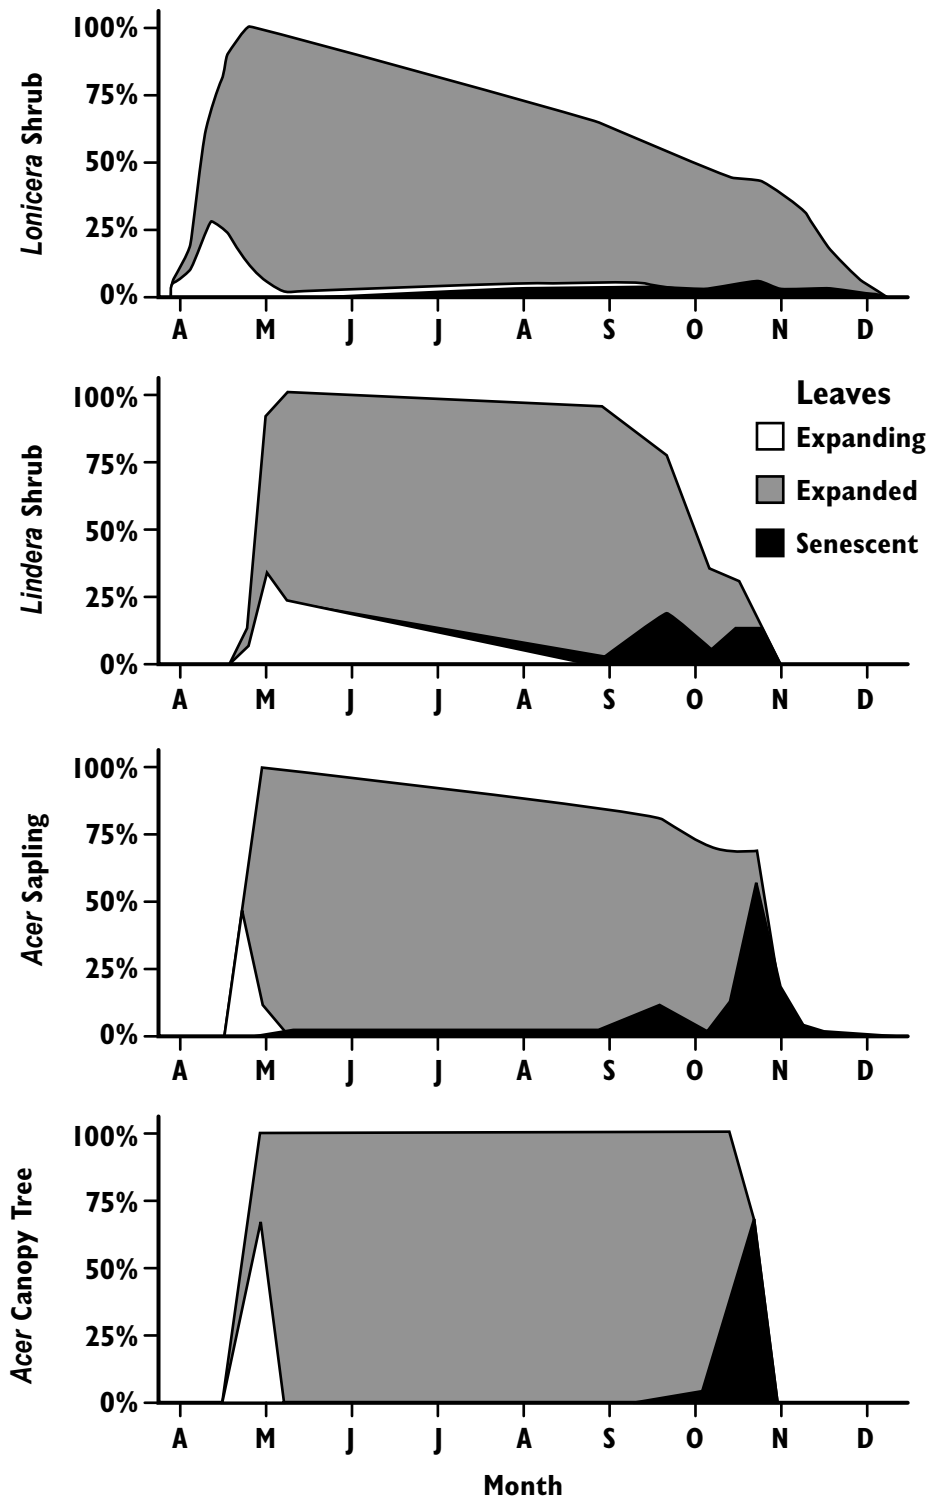 Lonicera Shrub
100%
75%
50%
25%
0%
A M J J A S O N D
Lindera Shrub
100%
75%
50%
25%
0%
A M J J A S O N D
Leaves
Expanding
Expanded
Senescent
Acer Sapling
100%
75%
50%
25%
0%
A M J J A S O N D
Acer Canopy Tree
100%
75%
50%
25%
0%
A M J J A S O N D
Month